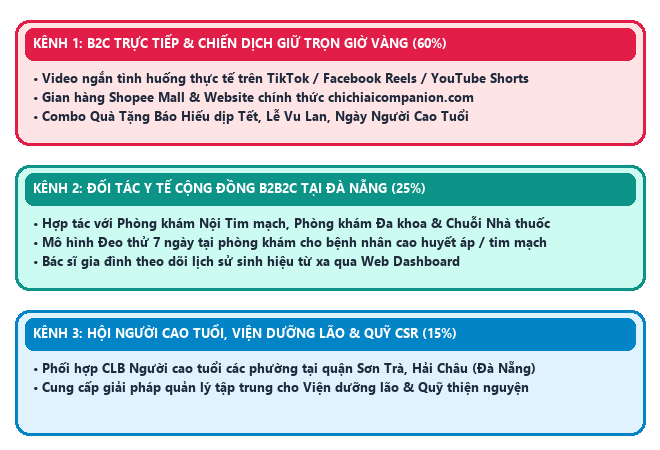 KÊNH 1: B2C TRỰC TIẾP & CHIẾN DỊCH GIỮ TRỌN GIỜ VÀNG (60%)
• Video ngắn tình huống thực tế trên TikTok / Facebook Reels / YouTube Shorts
• Gian hàng Shopee Mall & Website chính thức chichiaicompanion.com
• Combo Quà Tặng Báo Hiếu dịp Tết, Lễ Vu Lan, Ngày Người Cao Tuổi
KÊNH 2: ĐỐI TÁC Y TẾ CỘNG ĐỒNG B2B2C TẠI ĐÀ NẴNG (25%)
• Hợp tác với Phòng khám Nội Tim mạch, Phòng khám Đa khoa & Chuỗi Nhà thuốc
• Mô hình Đeo thử 7 ngày tại phòng khám cho bệnh nhân cao huyết áp / tim mạch
• Bác sĩ gia đình theo dõi lịch sử sinh hiệu từ xa qua Web Dashboard
KÊNH 3: HỘI NGƯỜI CAO TUỔI, VIỆN DƯỠNG LÃO & QUỸ CSR (15%)
• Phối hợp CLB Người cao tuổi các phường tại quận Sơn Trà, Hải Châu (Đà Nẵng)
• Cung cấp giải pháp quản lý tập trung cho Viện dưỡng lão & Quỹ thiện nguyện